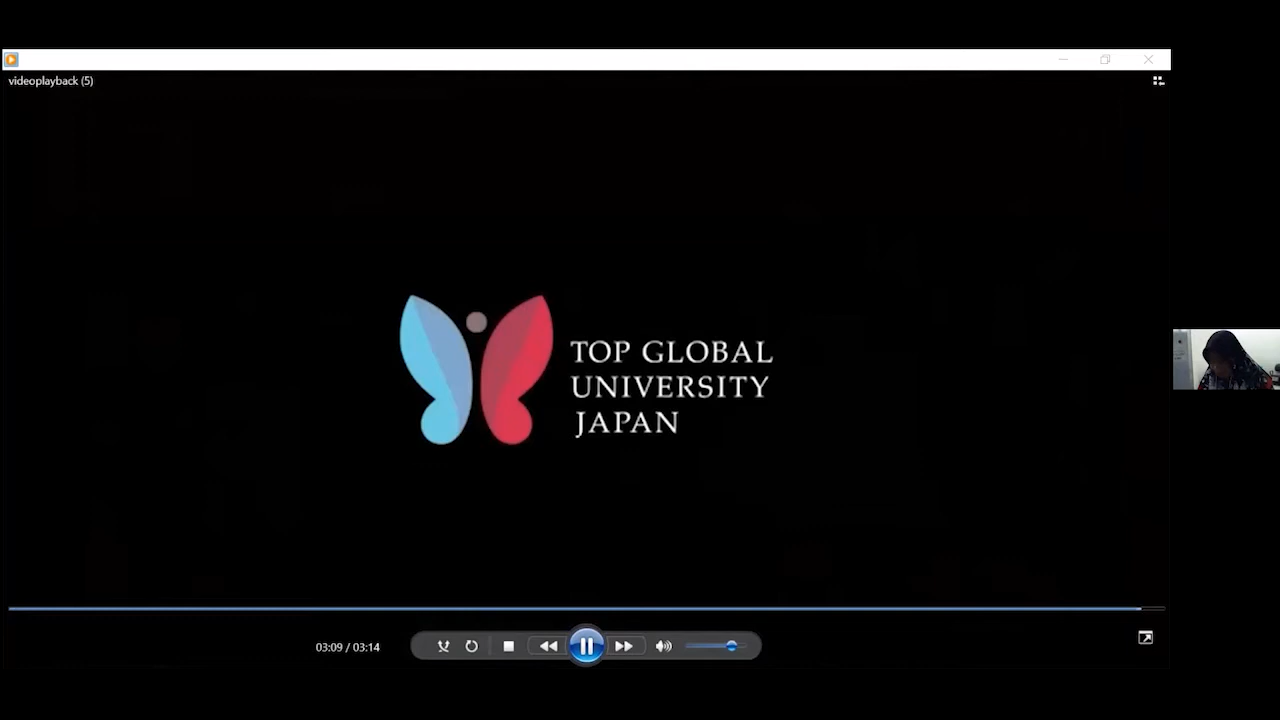 videoplayback (5)
TOP GLOBAL
UNIVERSITY
JAPAN
03:09 / 03:14